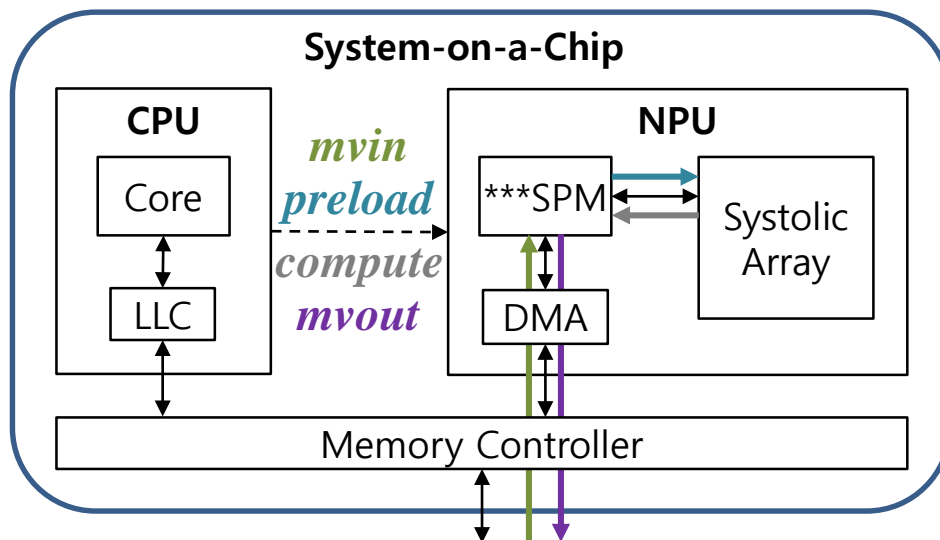 System-on-a-Chip
CPU
Core
LLC
mvin
preload
compute
mvout
NPU
***SPM
DMA
Systolic
Array
Memory Controller